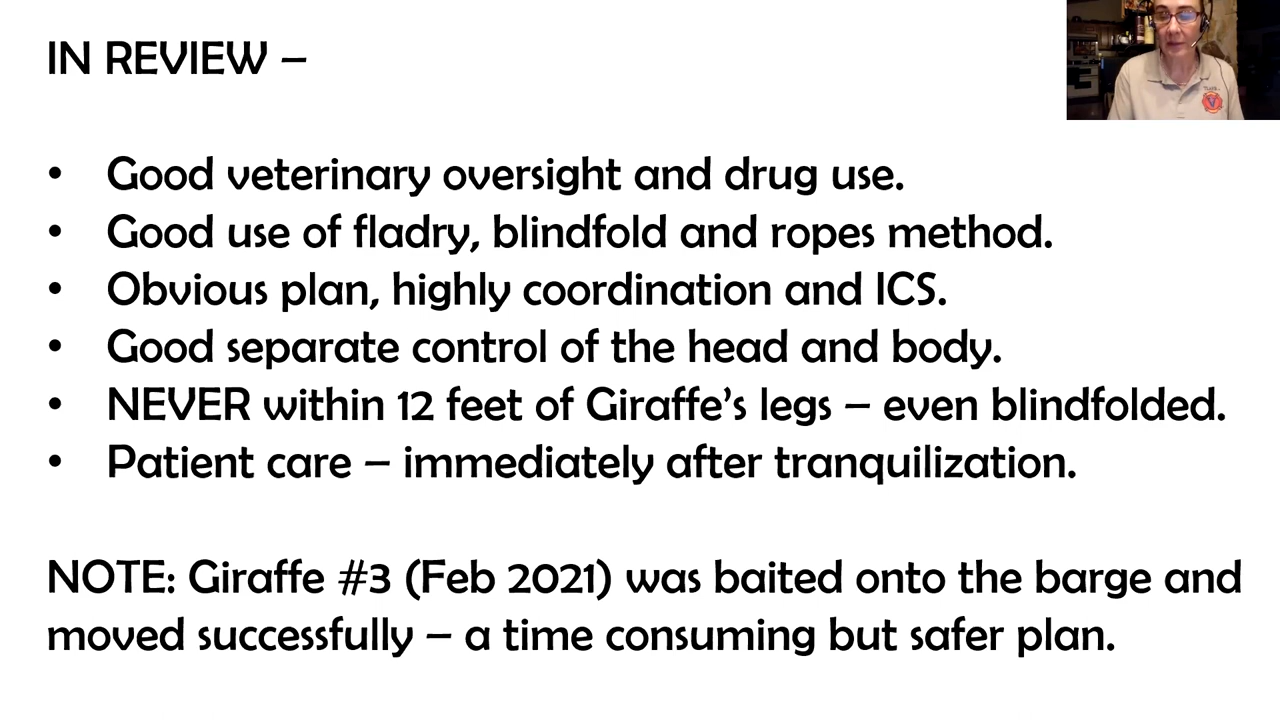 IN REVIEW –
• Good veterinary oversight and drug use.
• Good use of fladry, blindfold and ropes method.
• Obvious plan, highly coordination and ICS.
• Good separate control of the head and body.
• NEVER within 12 feet of Giraffe’s legs – even blindfolded.
• Patient care – immediately after tranquilization.
NOTE: Giraffe #3 (Feb 2021) was baited onto the barge and
moved successfully – a time consuming but safer plan.